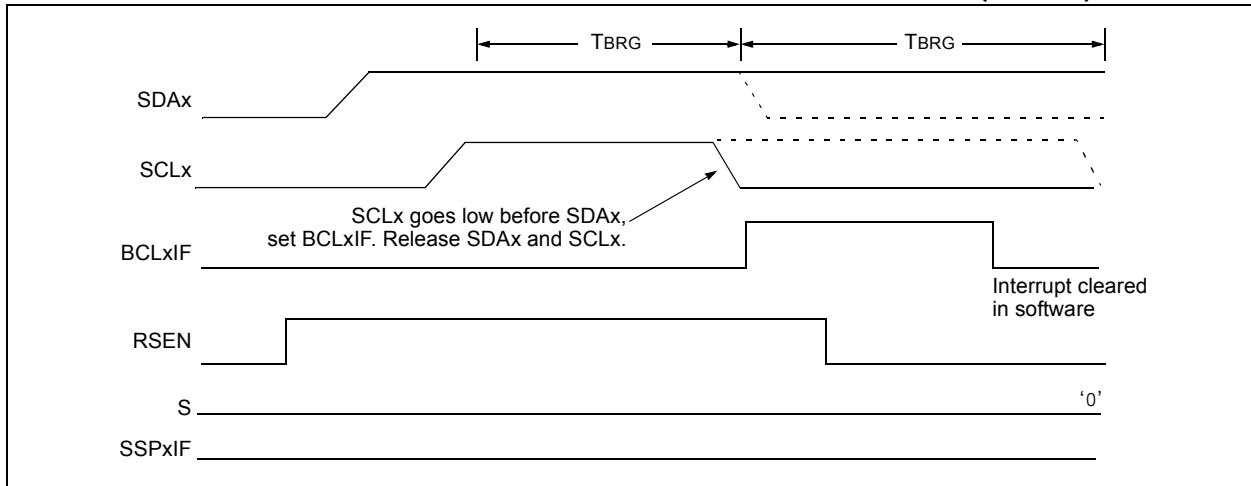 TBRG
TBRG
SDAx
SCLx
SCLx goes low before SDAx,
set BCLxIF. Release SDAx and SCLx.
BCLxIF
Interrupt cleared
in software
RSEN
S
‘0’
SSPxIF